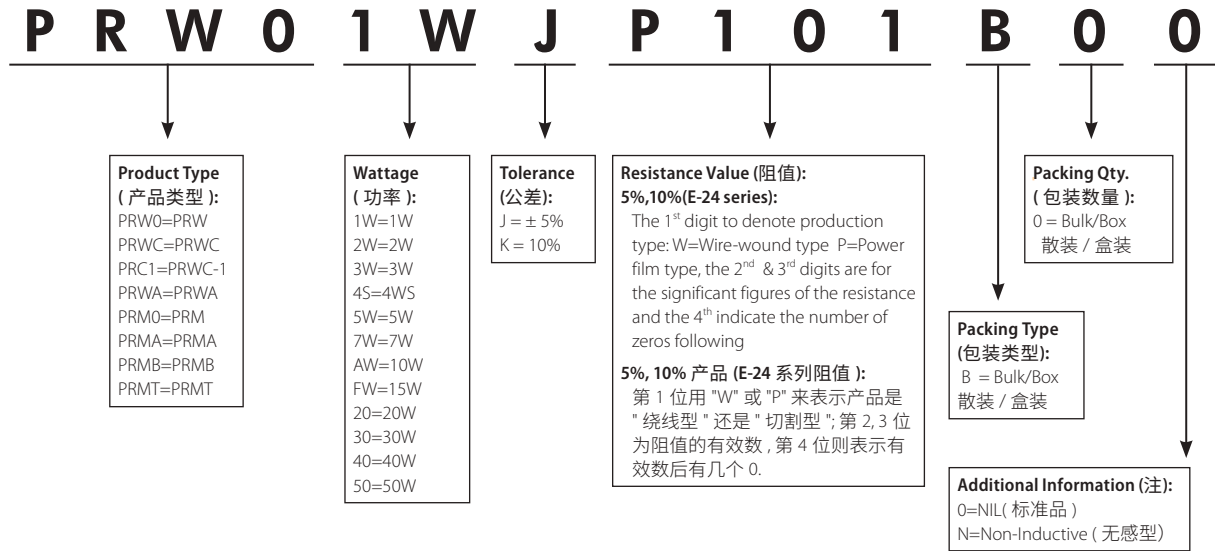 P R W 0 1 W J P 1 0 1 B 0 0
Product Type
( 产品类型 ):
PRW0=PRW
PRWC=PRWC
PRC1=PRWC-1
PRWA=PRWA
PRM0=PRM
PRMA=PRMA
PRMB=PRMB
PRMT=PRMT
Wattage
( 功率 ):
1W=1W
2W=2W
3W=3W
4S=4WS
5W=5W
7W=7W
AW=10W
FW=15W
20=20W
30=30W
40=40W
50=50W
Tolerance
(公差):
J = ± 5%
K = 10%
Resistance Value (阻值):
5%,10%(E-24 series):
The 1st digit to denote production
type: W=Wire-wound type P=Power
film type, the 2nd & 3rd digits are for
the significant figures of the resistance
and the 4th indicate the number of
zeros following
5%, 10% 产品 (E-24 系列阻值 ):
第 1 位用 "W" 或 "P" 来表示产品是
" 绕线型 " 还是 " 切割型 "; 第 2, 3 位
为阻值的有效数 , 第 4 位则表示有
效数后有几个 0.
Packing Type
(包装类型):
B = Bulk/Box
散装 / 盒装
Packing Qty.
( 包装数量 ):
0 = Bulk/Box
散装 / 盒装
Additional Information (注):
0=NIL( 标准品 )
N=Non-Inductive ( 无感型)